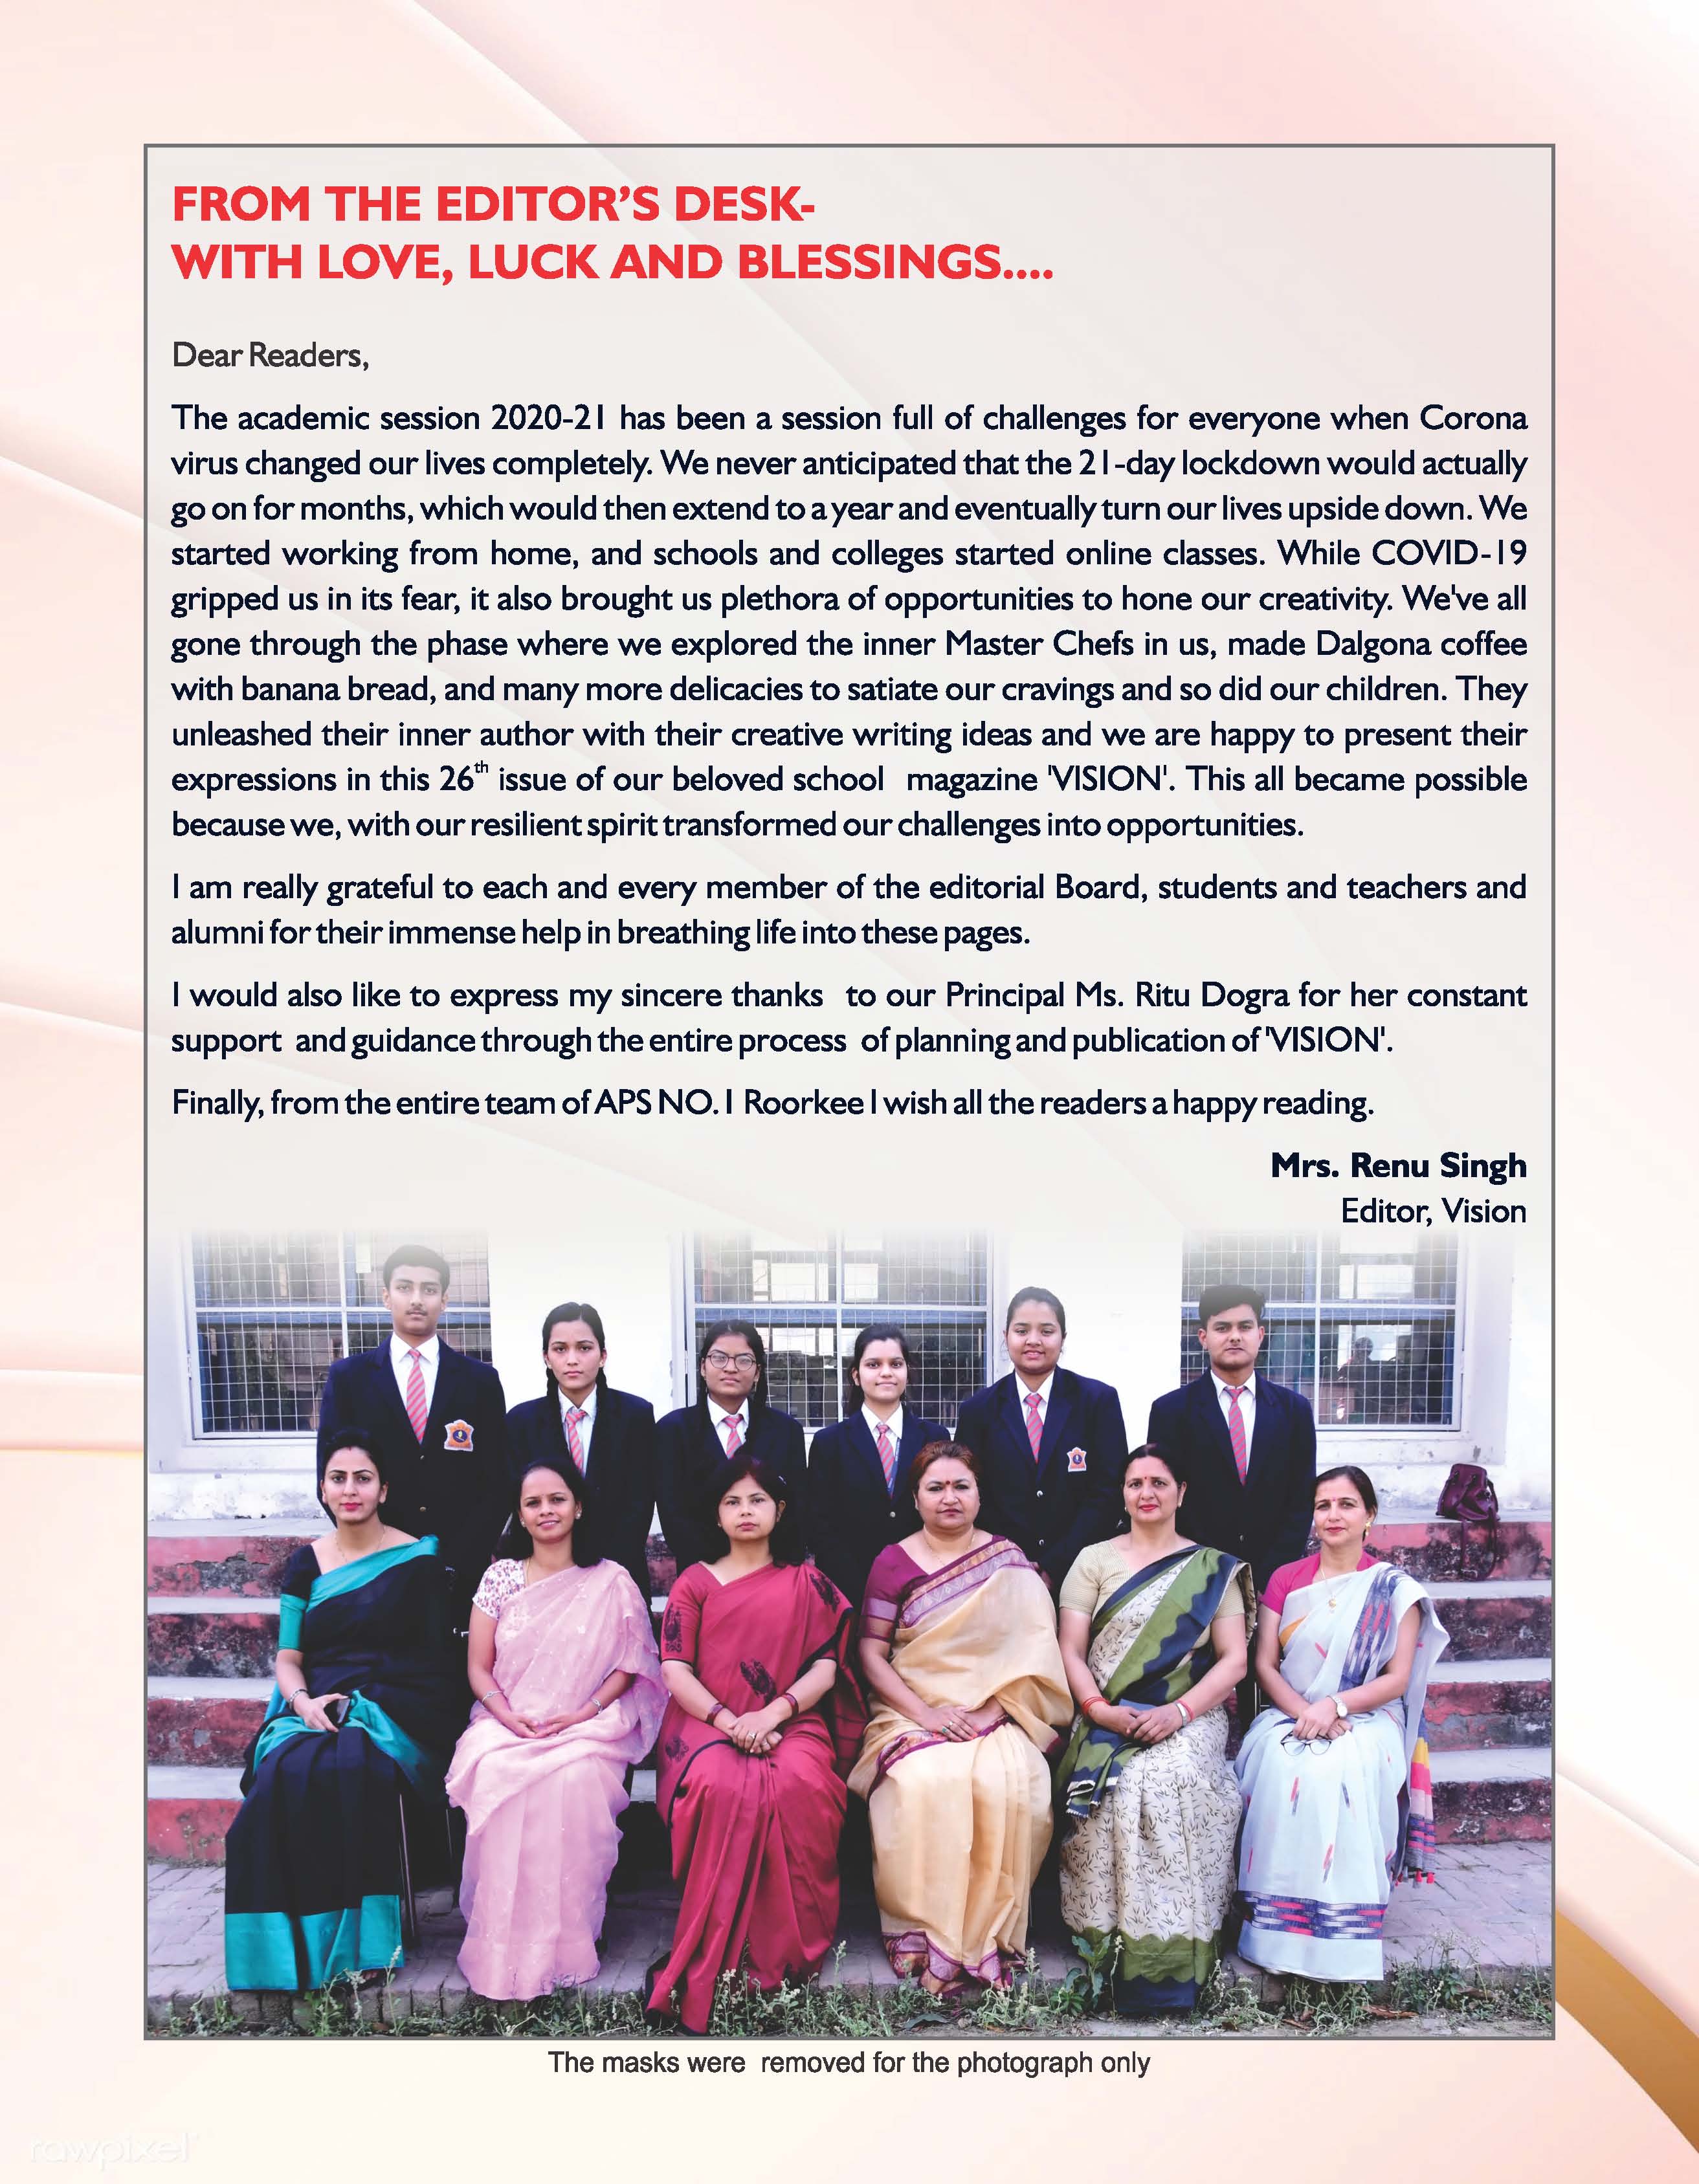 FROM THE EDITOR'S DESK-
WITH LOVE, LUCK AND BLESSINGS....
Dear Readers,
The academic session 2020-21 has been a session full of challenges for everyone when Corona
virus changed our lives completely. We never anticipated that the 21-day lockdown would actually
go on for months, which would then extend to a year and eventually turn our lives upside down. We
started working from home, and schools and colleges started online classes. While COVID-19
gripped us in its fear, it also brought us plethora of opportunities to hone our creativity. We've all
gone through the phase where we explored the inner Master Chefs in us, made Dalgona coffee
with banana bread, and many more delicacies to satiate our cravings and so did our children. They
unleashed their inner author with their creative writing ideas and we are happy to present their
expressions in this 26th issue of our beloved school magazine 'VISION'. This all became possible
because we, with our resilient spirit transformed our challenges into opportunities.
I am really grateful to each and every member of the editorial Board, students and teachers and
alumni for their immense help in breathing life into these pages.
I would also like to express my sincere thanks to our Principal Ms. Ritu Dogra for her constant
support and guidance through the entire process of planning and publication of 'VISION'.
Finally, from the entire team of APS NO. 1 Roorkee I wish all the readers a happy reading.
Mrs. Renu Singh
Editor, Vision
The masks were removed for the photograph only
rawpixel